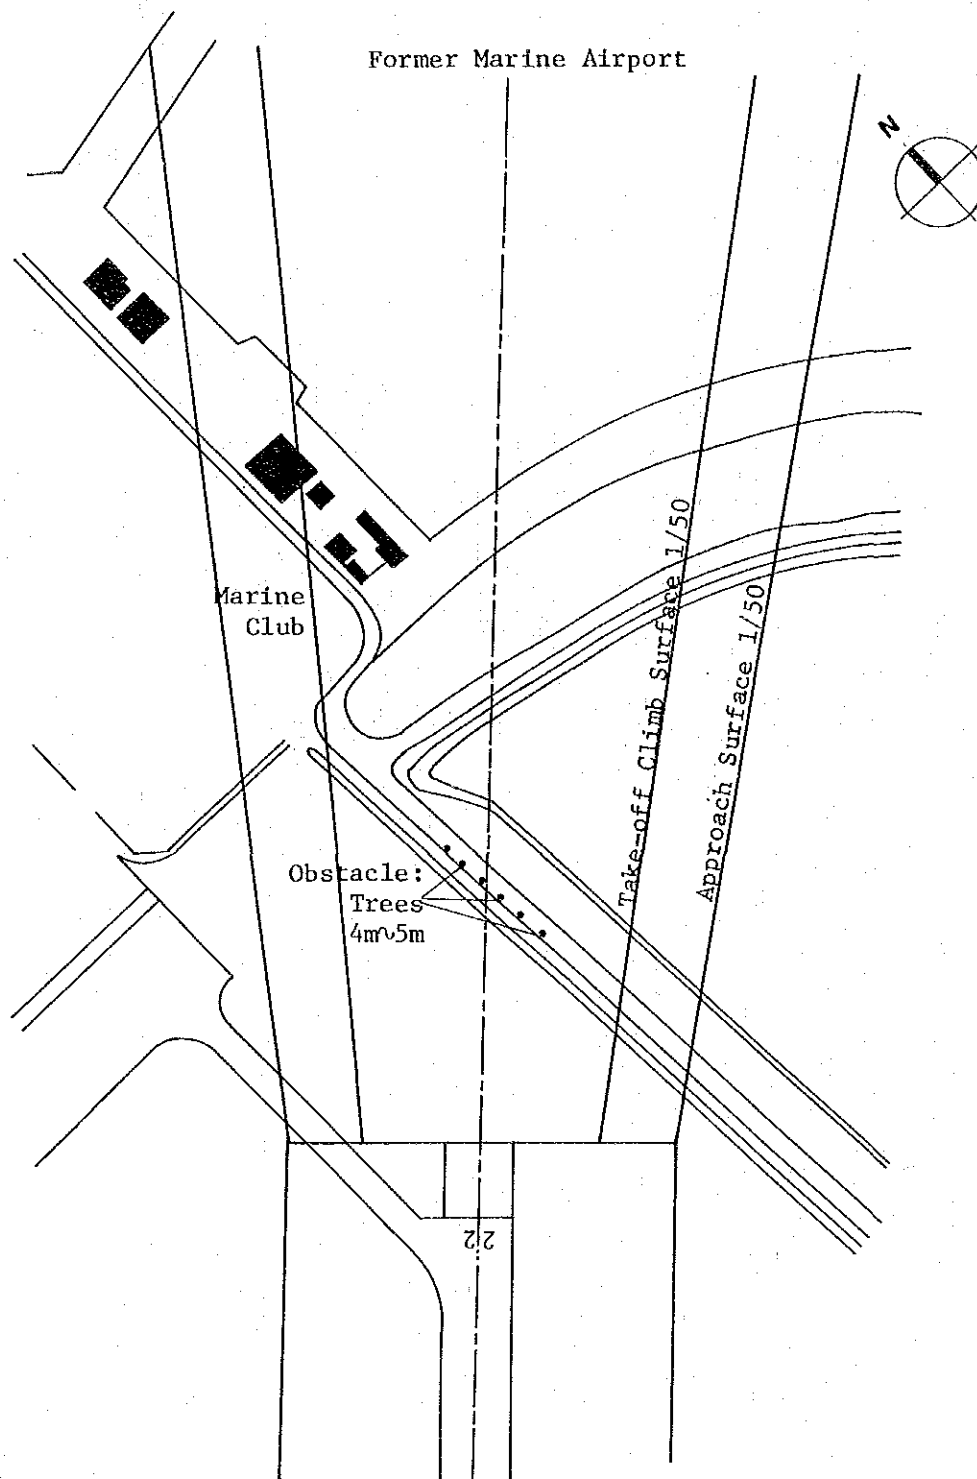 Former Marine Airport
N
Take-off Climb Surface 1/50
Approach Surface 1/50
Marine
Club
Obstacle:
Trees
4m~5m
22